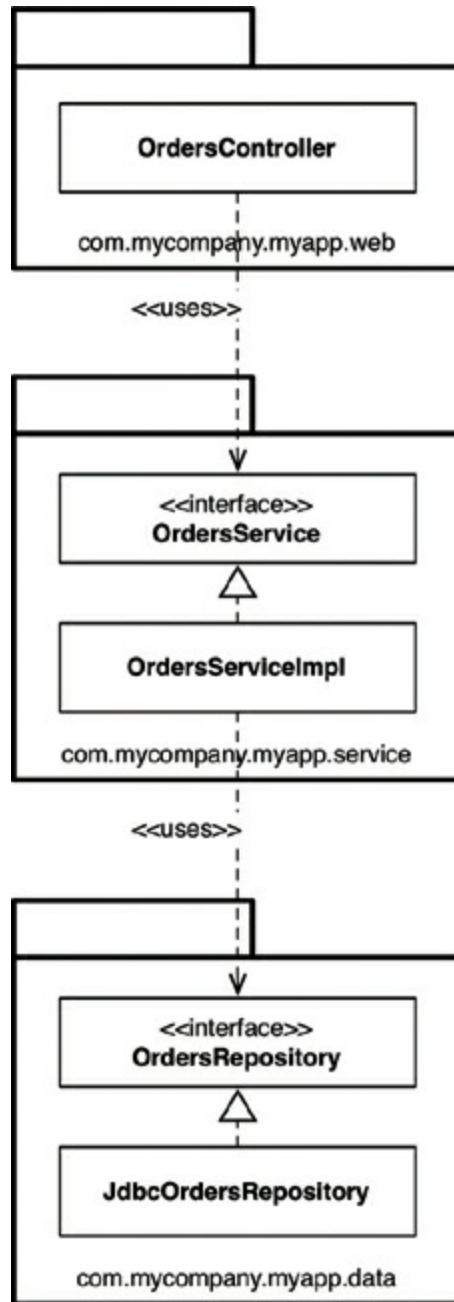 OrdersController
com.mycompany.myapp.web
<<uses>>
<<interface>>
OrdersService
OrdersServiceImpl
com.mycompany.myapp.service
<<uses>>
<<interface>>
OrdersRepository
JdbcOrdersRepository
com.mycompany.myapp.data